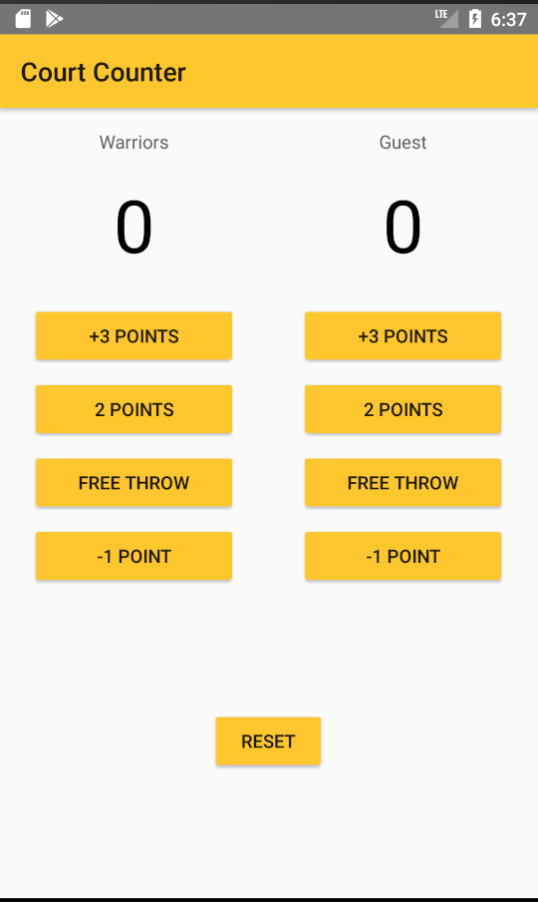 LTE 6:37
Court Counter
Warriors Guest
0 0
+3 POINTS +3 POINTS
2 POINTS 2 POINTS
FREE THROW FREE THROW
-1 POINT -1 POINT
RESET